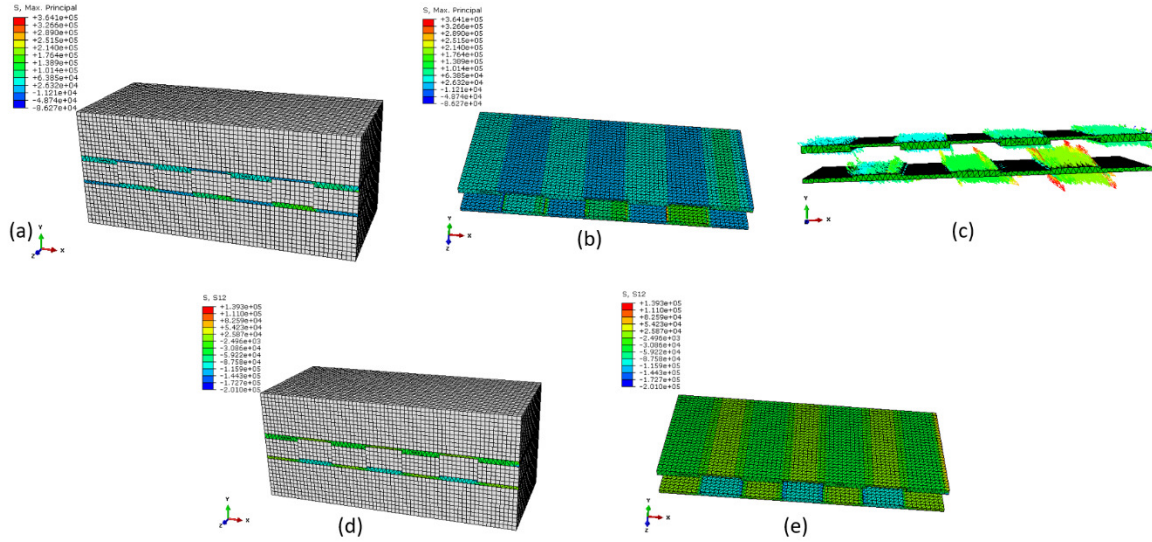 S, Max. Principal
+3.641e+05
+3.266e+05
+2.890e+05
+2.515e+05
+2.140e+05
+1.764e+05
+1.389e+05
+1.014e+05
+6.385e+04
+2.632e+04
-1.121e+04
-4.874e+04
-8.627e+04
(a)
Y
X
Z
S, Max. Principal
+3.641e+05
+3.266e+05
+2.890e+05
+2.515e+05
+2.140e+05
+1.764e+05
+1.389e+05
+1.014e+05
+6.385e+04
+2.632e+04
-1.121e+04
-4.874e+04
-8.627e+04
Y
X
Z
(b)
Y
X
(c)
S, S12
+1.393e+05
+1.110e+05
+8.259e+04
+5.423e+04
+2.587e+04
-2.496e+03
-3.086e+04
-5.922e+04
-8.758e+04
-1.159e+05
-1.443e+05
-1.727e+05
-2.010e+05
Y
X
Z
(d)
S, S12
+1.393e+05
+1.110e+05
+8.259e+04
+5.423e+04
+2.587e+04
-2.496e+03
-3.086e+04
-5.922e+04
-8.758e+04
-1.159e+05
-1.443e+05
-1.727e+05
-2.010e+05
Y
X
Z
(e)